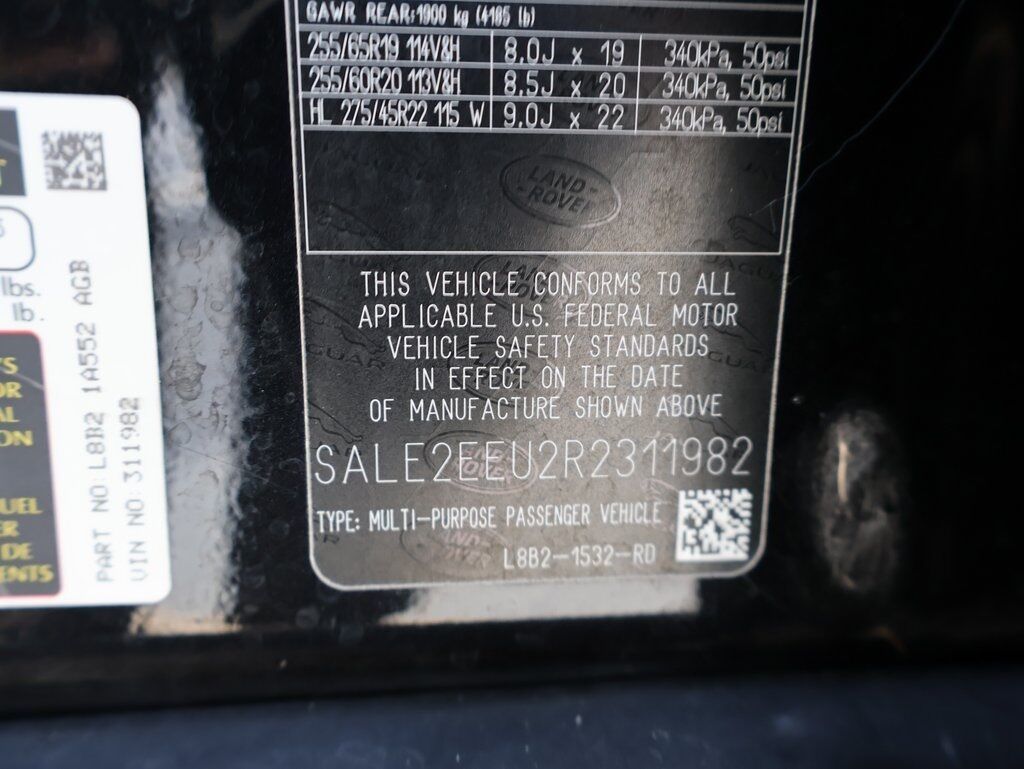 GAWR REAR:1900 kg (4185 lb)
255/65R19 114V&H 8.0J x 19 340kPa, 50psi
255/60R20 113V&H 8.5J x 20 340kPa, 50psi
HL 275/45R22 115 W 9.0J x 22 340kPa, 50psi
LAND-
-ROVER
THIS VEHICLE CONFORMS TO ALL
APPLICABLE U.S. FEDERAL MOTOR
VEHICLE SAFETY STANDARDS
IN EFFECT ON THE DATE
OF MANUFACTURE SHOWN ABOVE
SALE2EEU2R2311982
TYPE: MULTI-PURPOSE PASSENGER VEHICLE
L8B2-1532-RD
lbs.
lb.
PART NO:L8B2 1A552 AGB
VIN NO:311982
DE